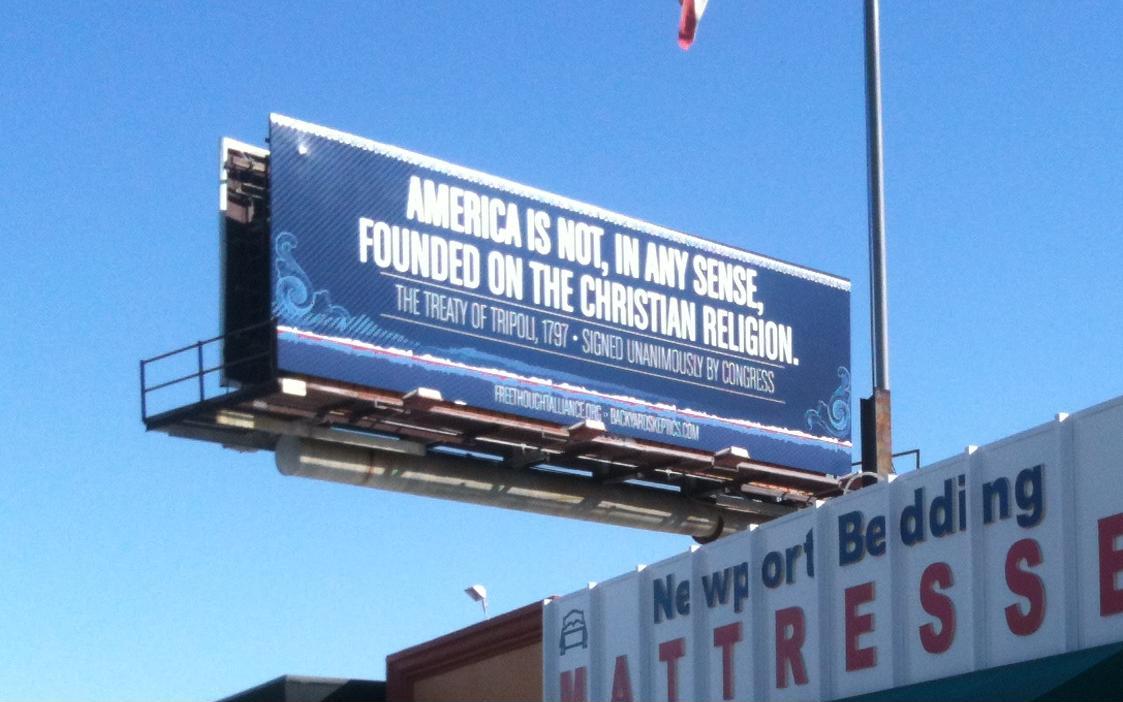 AMERICA IS NOT, IN ANY SENSE,
FOUNDED ON THE CHRISTIAN RELIGION.
THE TREATY OF TRIPOLI, 1797 • SIGNED UNANIMOUSLY BY CONGRESS
FREETHOUGHTALLIANCE.ORG - BACKYARDSKEPTICS.COM
Newport Bedding
MATTRESSE